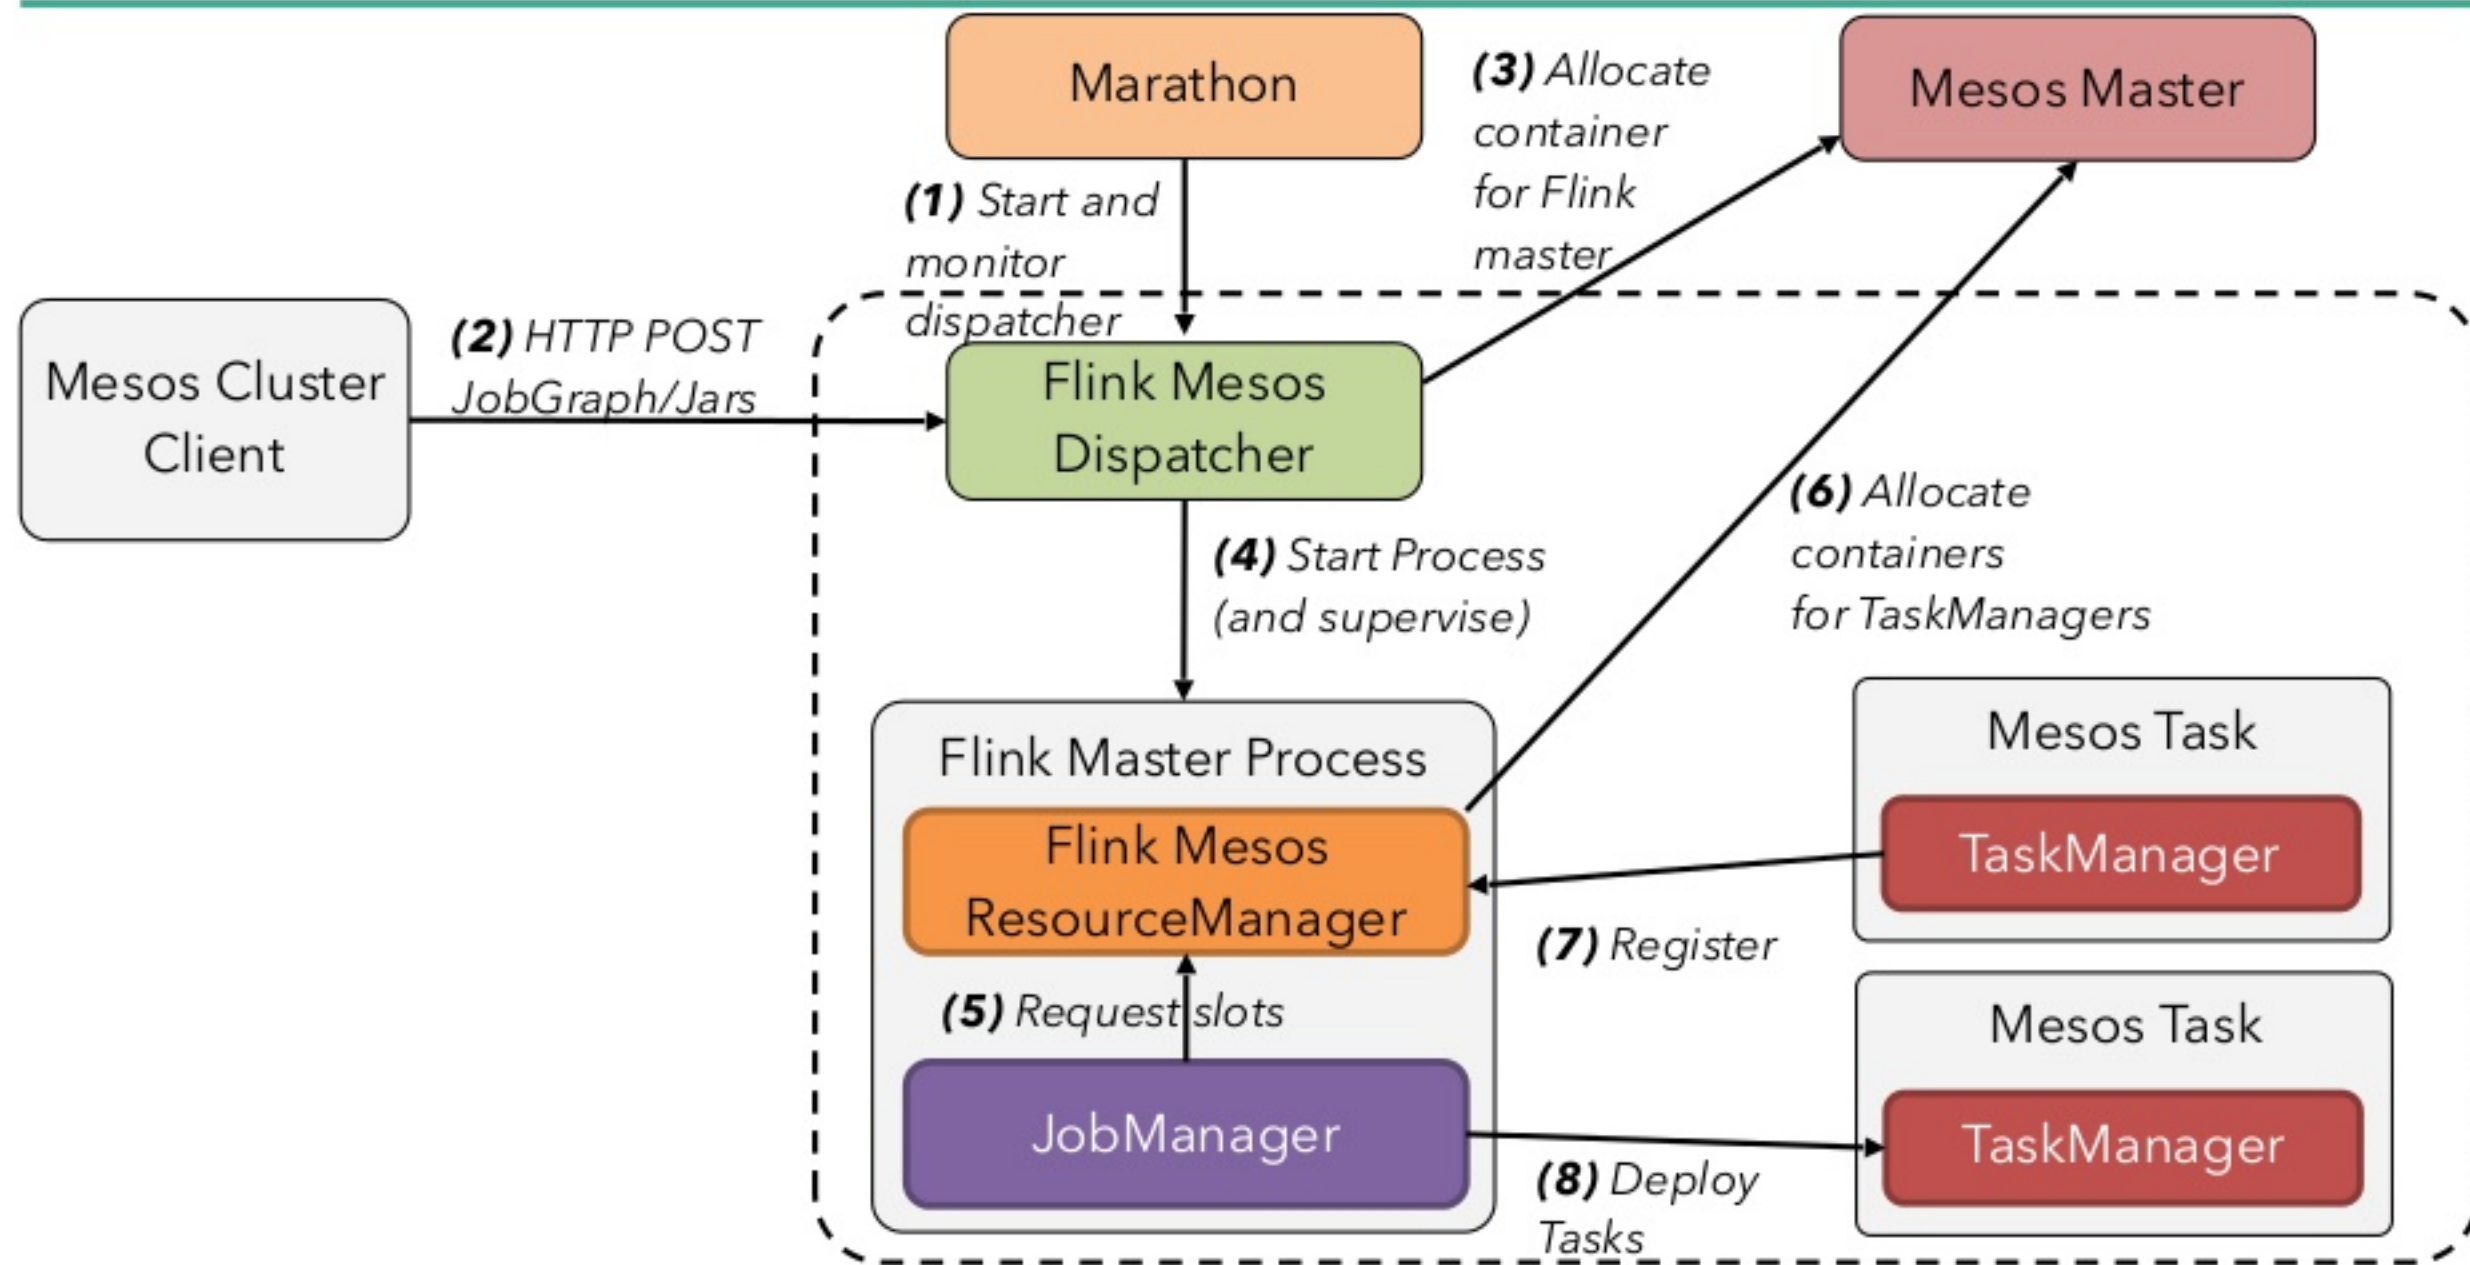 Marathon
(3) Allocate
container
for Flink
master
Mesos Master
(1) Start and
monitor
dispatcher
Mesos Cluster
Client
(2) HTTP POST
JobGraph/Jars
Flink Mesos
Dispatcher
(4) Start Process
(and supervise)
(6) Allocate
containers
for TaskManagers
Flink Master Process
Flink Mesos
ResourceManager
(5) Request slots
JobManager
Mesos Task
TaskManager
(7) Register
Mesos Task
TaskManager
(8) Deploy
Tasks